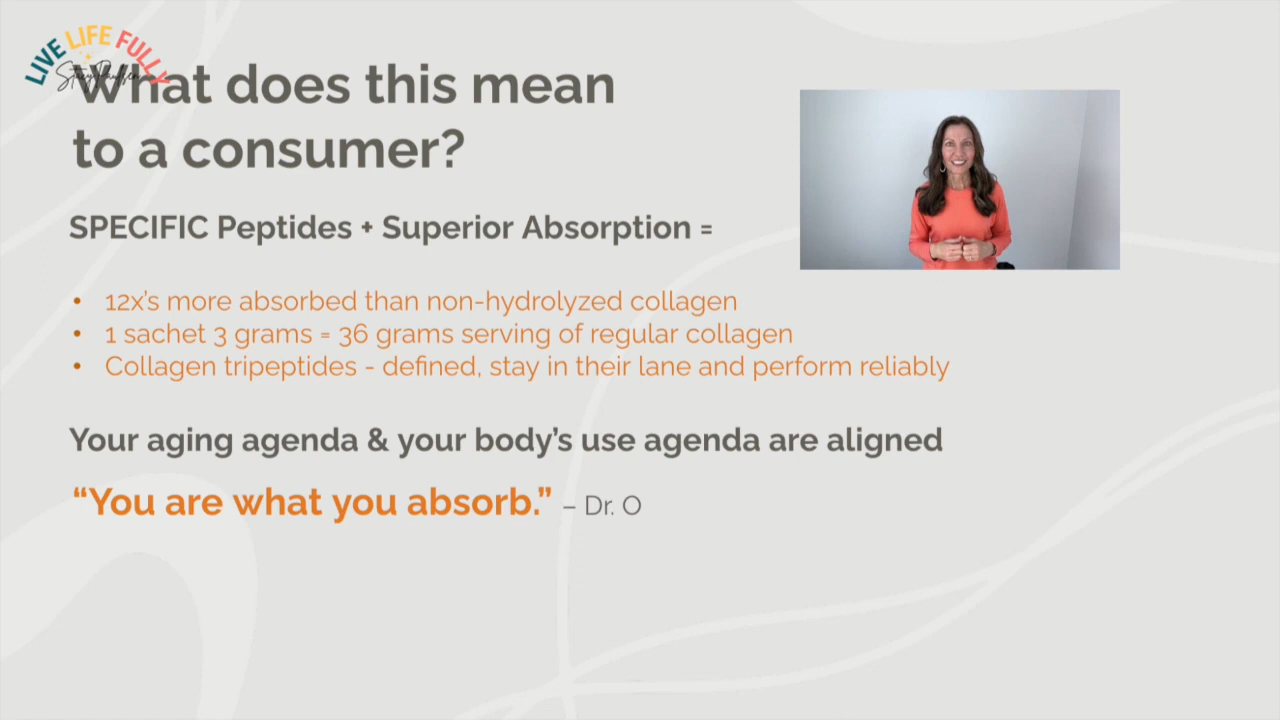 LIVE LIFE FULLY
Stacy Paulsen
What does this mean
to a consumer?
SPECIFIC Peptides + Superior Absorption =
• 12x's more absorbed than non-hydrolyzed collagen
• 1 sachet 3 grams = 36 grams serving of regular collagen
• Collagen tripeptides - defined, stay in their lane and perform reliably
Your aging agenda & your body's use agenda are aligned
“You are what you absorb.” – Dr. O